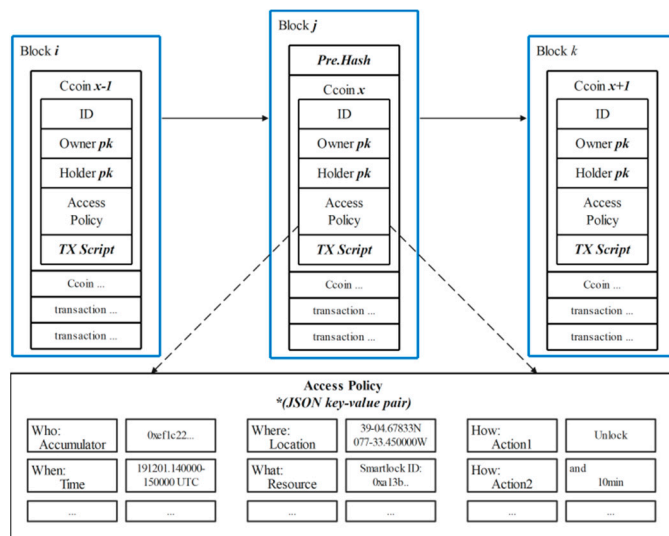 Block i
Ccoin x-1
ID
Owner pk
Holder pk
Access
Policy
TX Script
Ccoin ...
transaction ...
transaction ...
Block j
Pre.Hash
Ccoin x
ID
Owner pk
Holder pk
Access
Policy
TX Script
Ccoin ...
transaction ...
transaction ...
Block k
Ccoin x+1
ID
Owner pk
Holder pk
Access
Policy
TX Script
Ccoin ...
transaction ...
transaction ...
Access Policy
*(JSON key-value pair)
Who:
Accumulator
0xef1c22...
Where:
Location
39-04.67833N
077-33.450000W
How:
Action1
Unlock
When:
Time
191201.140000-
150000 UTC
What:
Resource
Smartlock ID:
0xa13b..
How:
Action2
and
10min
...
...
...
...
...
...